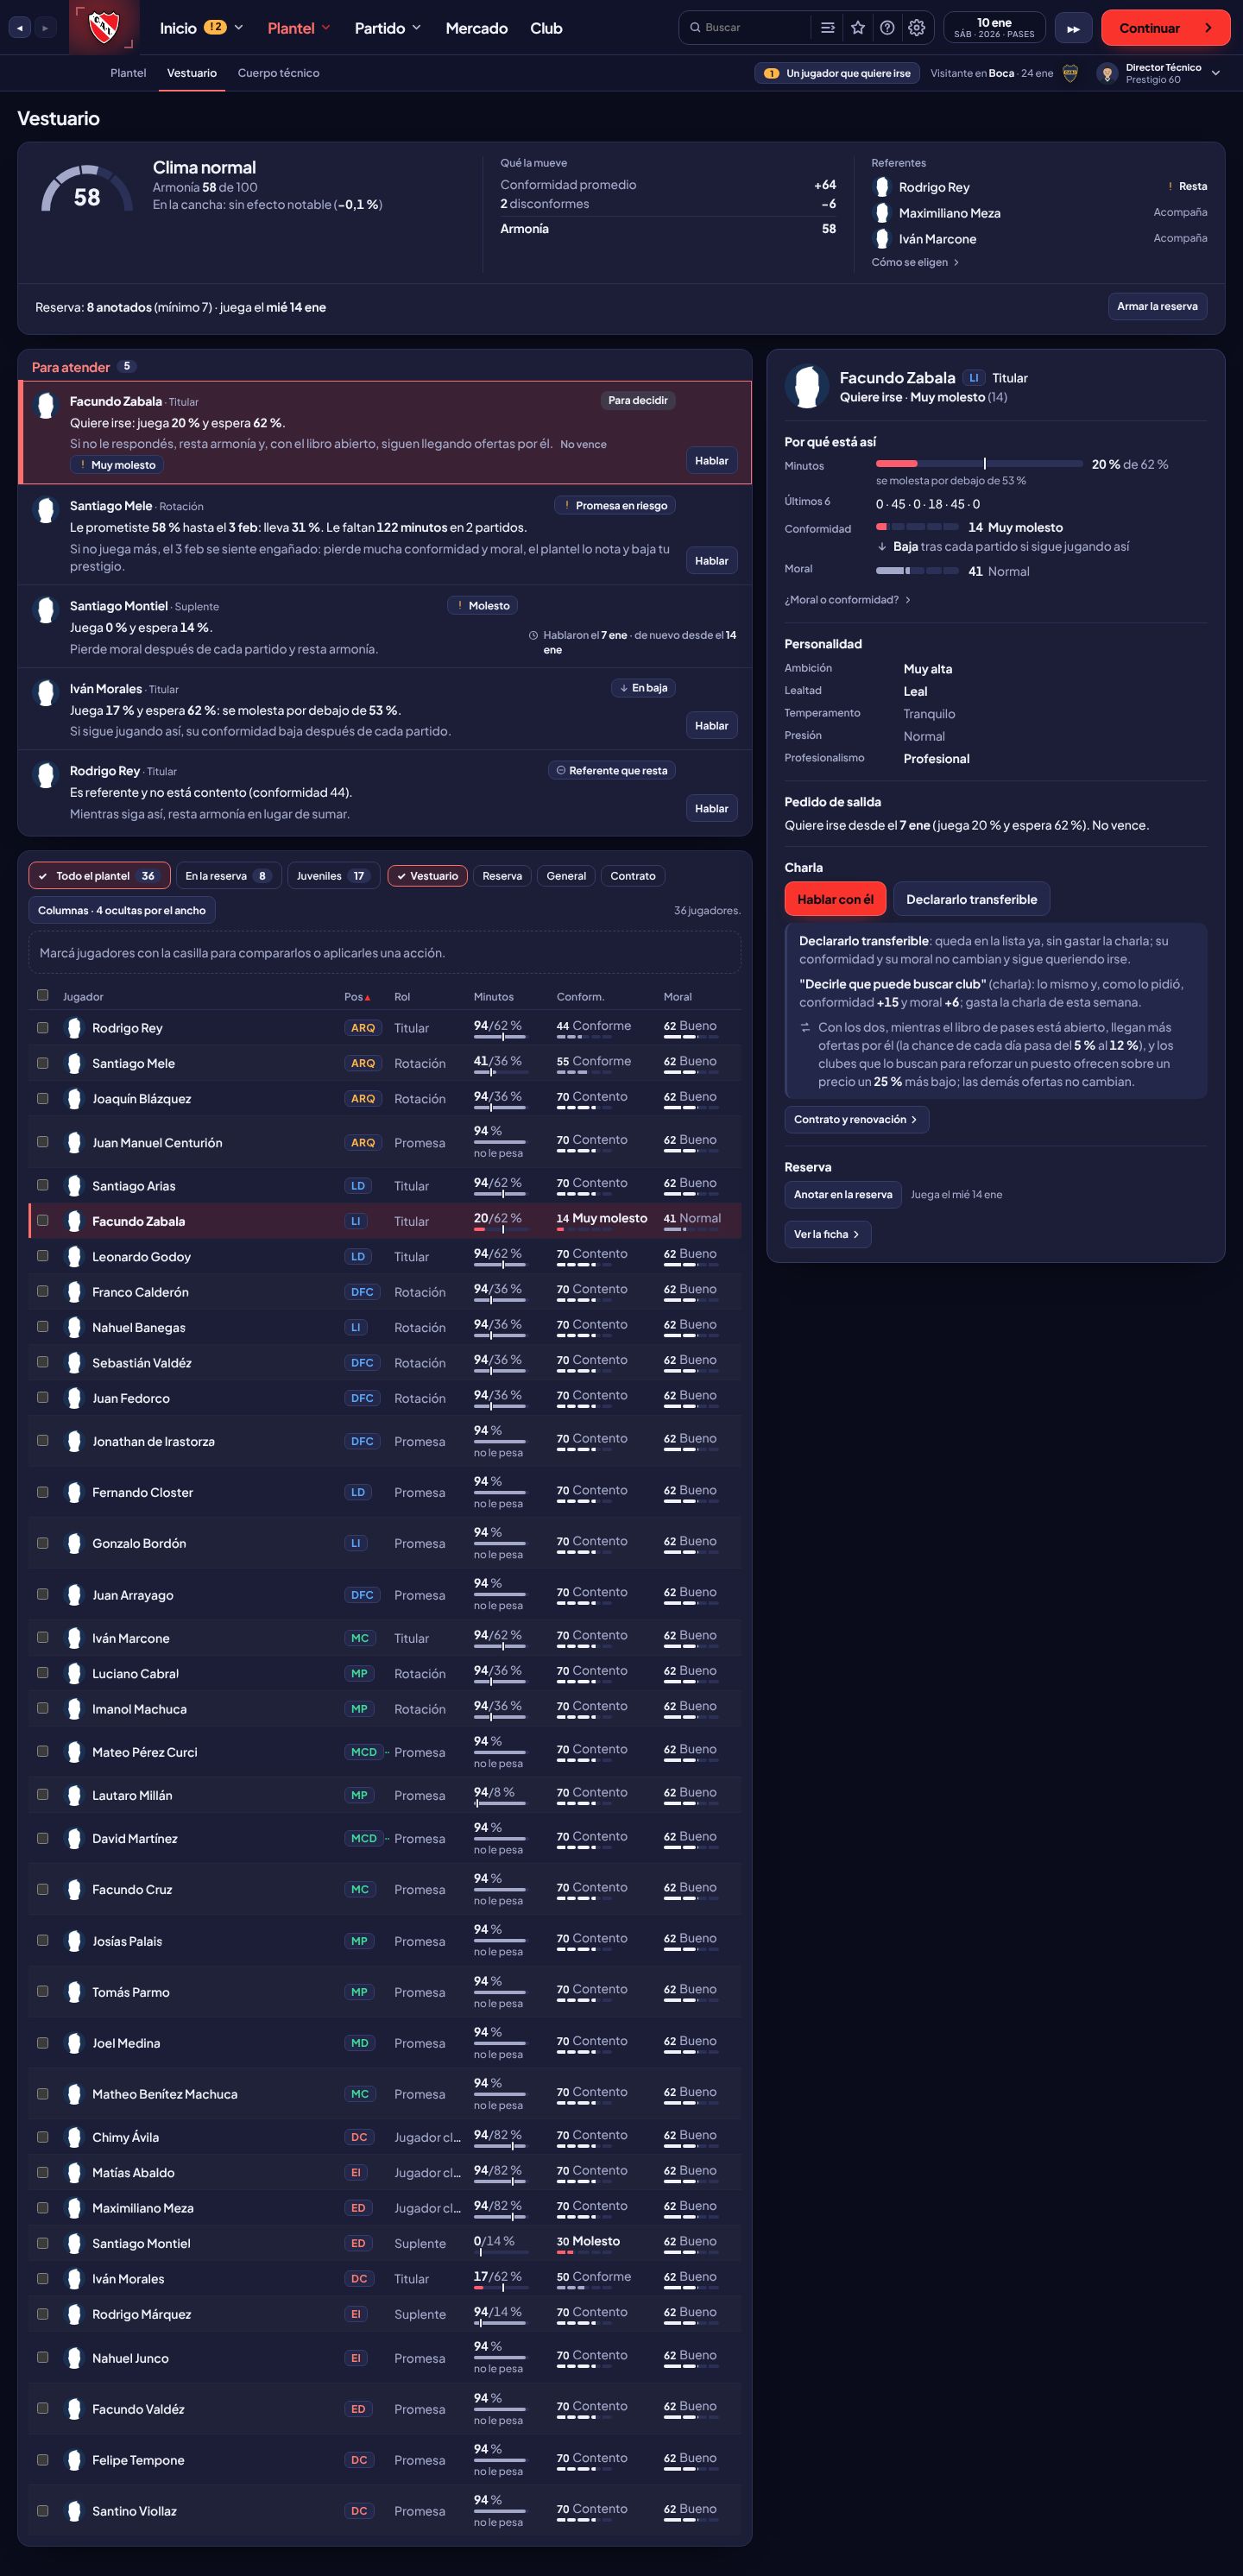 Inicio ! 2 Plantel Partido Mercado Club
Buscar
10 ene
SÁB · 2026 · PASES
Continuar
Plantel Vestuario Cuerpo técnico
1 Un jugador que quiere irse
Visitante en Boca · 24 ene
Director Técnico
Prestigio 60
Vestuario
58
Clima normal
Armonía 58 de 100
En la cancha: sin efecto notable (−0,1 %)
Qué la mueve
Conformidad promedio +64
2 disconformes −6
Armonía 58
Referentes
Rodrigo Rey ! Resta
Maximiliano Meza Acompaña
Iván Marcone Acompaña
Cómo se eligen
Reserva: 8 anotados (mínimo 7) · juega el mié 14 ene
Armar la reserva
Para atender 5
Facundo Zabala · Titular Para decidir
Quiere irse: juega 20 % y espera 62 %.
Si no le respondés, resta armonía y, con el libro abierto, siguen llegando ofertas por él. No vence
! Muy molesto
Hablar
Santiago Mele · Rotación ! Promesa en riesgo
Le prometiste 58 % hasta el 3 feb: lleva 31 %. Le faltan 122 minutos en 2 partidos.
Si no juega más, el 3 feb se siente engañado: pierde mucha conformidad y moral, el plantel lo nota y baja tu
prestigio.
Hablar
Santiago Montiel · Suplente ! Molesto
Juega 0 % y espera 14 %.
Pierde moral después de cada partido y resta armonía.
Hablaron el 7 ene · de nuevo desde el 14
ene
Iván Morales · Titular ↓ En baja
Juega 17 % y espera 62 %: se molesta por debajo de 53 %.
Si sigue jugando así, su conformidad baja después de cada partido.
Hablar
Rodrigo Rey · Titular Referente que resta
Es referente y no está contento (conformidad 44).
Mientras siga así, resta armonía en lugar de sumar.
Hablar
Facundo Zabala LI Titular
Quiere irse · Muy molesto (14)
Por qué está así
Minutos 20 % de 62 %
se molesta por debajo de 53 %
Últimos 6 0 · 45 · 0 · 18 · 45 · 0
Conformidad 14 Muy molesto
↓ Baja tras cada partido si sigue jugando así
Moral 41 Normal
¿Moral o conformidad?
Personalidad
Ambición Muy alta
Lealtad Leal
Temperamento Tranquilo
Presión Normal
Profesionalismo Profesional
Pedido de salida
Quiere irse desde el 7 ene (juega 20 % y espera 62 %). No vence.
Charla
Hablar con él Declararlo transferible
Declararlo transferible: queda en la lista ya, sin gastar la charla; su
conformidad y su moral no cambian y sigue queriendo irse.
"Decirle que puede buscar club" (charla): lo mismo y, como lo pidió,
conformidad +15 y moral +6; gasta la charla de esta semana.
Con los dos, mientras el libro de pases está abierto, llegan más
ofertas por él (la chance de cada día pasa del 5 % al 12 %), y los
clubes que lo buscan para reforzar un puesto ofrecen sobre un
precio un 25 % más bajo; las demás ofertas no cambian.
Contrato y renovación
Reserva
Anotar en la reserva Juega el mié 14 ene
Ver la ficha
✓ Todo el plantel 36 En la reserva 8 Juveniles 17 ✓ Vestuario Reserva General Contrato
Columnas · 4 ocultas por el ancho 36 jugadores.
Marcá jugadores con la casilla para compararlos o aplicarles una acción.
Jugador Pos▲ Rol Minutos Conform. Moral
Rodrigo Rey ARQ Titular 94/62 % 44 Conforme 62 Bueno
Santiago Mele ARQ Rotación 41/36 % 55 Conforme 62 Bueno
Joaquín Blázquez ARQ Rotación 94/36 % 70 Contento 62 Bueno
Juan Manuel Centurión ARQ Promesa 94 % no le pesa 70 Contento 62 Bueno
Santiago Arias LD Titular 94/62 % 70 Contento 62 Bueno
Facundo Zabala LI Titular 20/62 % 14 Muy molesto 41 Normal
Leonardo Godoy LD Titular 94/62 % 70 Contento 62 Bueno
Franco Calderón DFC Rotación 94/36 % 70 Contento 62 Bueno
Nahuel Banegas LI Rotación 94/36 % 70 Contento 62 Bueno
Sebastián Valdéz DFC Rotación 94/36 % 70 Contento 62 Bueno
Juan Fedorco DFC Rotación 94/36 % 70 Contento 62 Bueno
Jonathan de Irastorza DFC Promesa 94 % no le pesa 70 Contento 62 Bueno
Fernando Closter LD Promesa 94 % no le pesa 70 Contento 62 Bueno
Gonzalo Bordón LI Promesa 94 % no le pesa 70 Contento 62 Bueno
Juan Arrayago DFC Promesa 94 % no le pesa 70 Contento 62 Bueno
Iván Marcone MC Titular 94/62 % 70 Contento 62 Bueno
Luciano Cabral MP Rotación 94/36 % 70 Contento 62 Bueno
Imanol Machuca MP Rotación 94/36 % 70 Contento 62 Bueno
Mateo Pérez Curci MCD Promesa 94 % no le pesa 70 Contento 62 Bueno
Lautaro Millán MP Promesa 94/8 % 70 Contento 62 Bueno
David Martínez MCD Promesa 94 % no le pesa 70 Contento 62 Bueno
Facundo Cruz MC Promesa 94 % no le pesa 70 Contento 62 Bueno
Josías Palais MP Promesa 94 % no le pesa 70 Contento 62 Bueno
Tomás Parmo MP Promesa 94 % no le pesa 70 Contento 62 Bueno
Joel Medina MD Promesa 94 % no le pesa 70 Contento 62 Bueno
Matheo Benítez Machuca MC Promesa 94 % no le pesa 70 Contento 62 Bueno
Chimy Ávila DC Jugador cl… 94/82 % 70 Contento 62 Bueno
Matías Abaldo EI Jugador cl… 94/82 % 70 Contento 62 Bueno
Maximiliano Meza ED Jugador cl… 94/82 % 70 Contento 62 Bueno
Santiago Montiel ED Suplente 0/14 % 30 Molesto 62 Bueno
Iván Morales DC Titular 17/62 % 50 Conforme 62 Bueno
Rodrigo Márquez EI Suplente 94/14 % 70 Contento 62 Bueno
Nahuel Junco EI Promesa 94 % no le pesa 70 Contento 62 Bueno
Facundo Valdéz ED Promesa 94 % no le pesa 70 Contento 62 Bueno
Felipe Tempone DC Promesa 94 % no le pesa 70 Contento 62 Bueno
Santino Viollaz DC Promesa 94 % no le pesa 70 Contento 62 Bueno